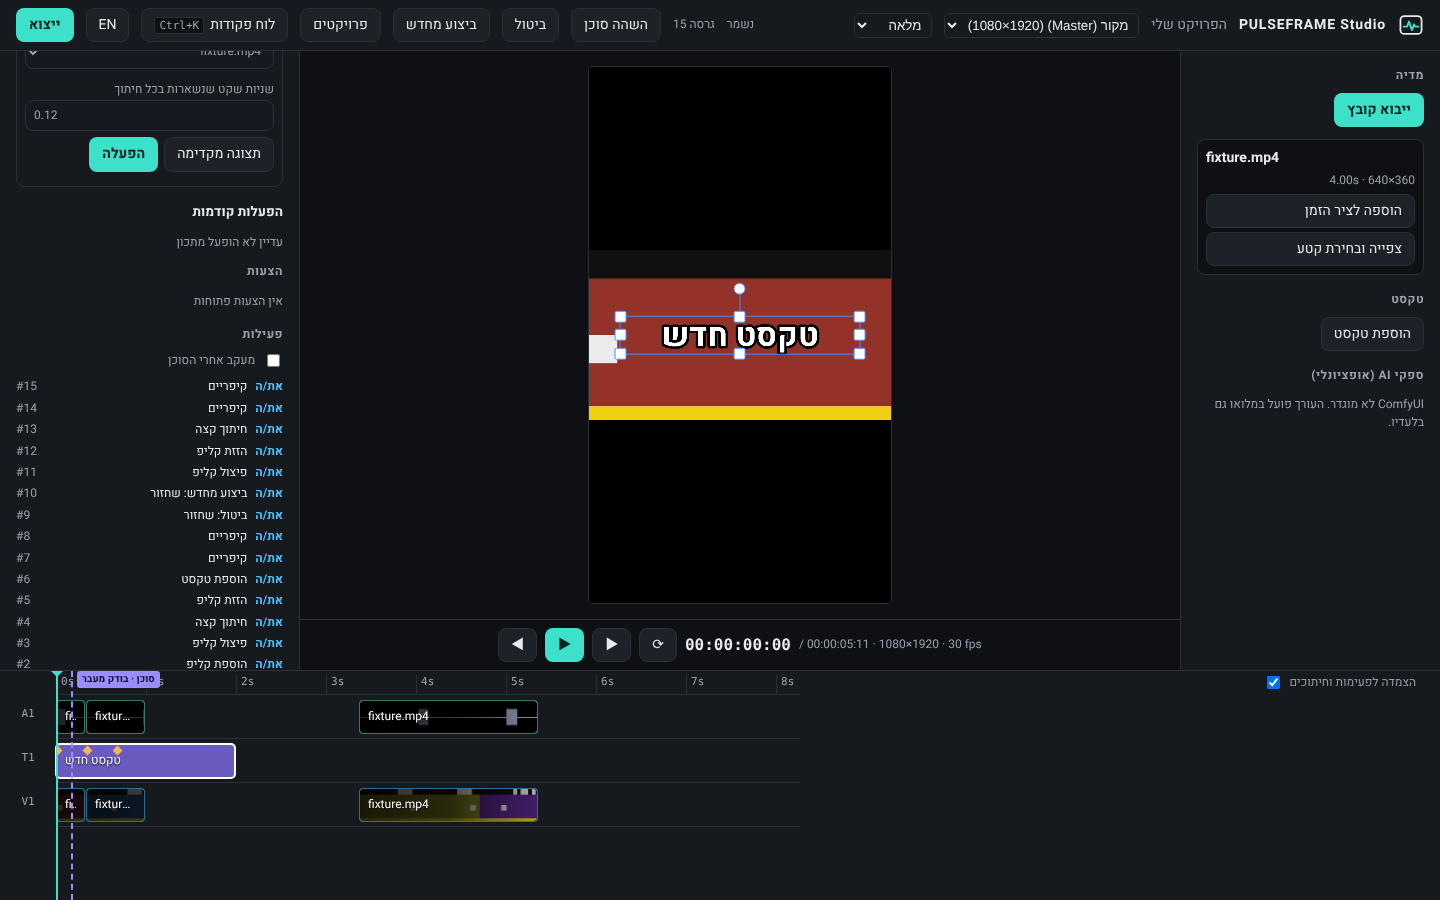 PULSEFRAME Studio
הפרויקט שלי
מקור (Master) (1080×1920)
מלאה
נשמר
גרסה 15
השהה סוכן
ביטול
ביצוע מחדש
פרויקטים
לוח פקודות Ctrl+K
EN
ייצוא
מדיה
ייבוא קובץ
fixture.mp4
4.00s · 640×360
הוספה לציר הזמן
צפייה ובחירת קטע
טקסט
הוספת טקסט
ספקי AI (אופציונלי)
ComfyUI לא מוגדר. העורך פועל במלואו גם
בלעדיו.
טקסט חדש
00:00:00:00 / 00:00:05:11 · 1080×1920 · 30 fps
fixture.mp4
שניות שקט שנשארות בכל חיתוך
0.12
תצוגה מקדימה
הפעלה
הפעלות קודמות
עדיין לא הופעל מתכון
הצעות
אין הצעות פתוחות
פעילות
מעקב אחרי הסוכן
את/ה קיפריים #15
את/ה קיפריים #14
את/ה חיתוך קצה #13
את/ה הזזת קליפ #12
את/ה פיצול קליפ #11
את/ה ביצוע מחדש: שחזור #10
את/ה ביטול: שחזור #9
את/ה קיפריים #8
את/ה קיפריים #7
את/ה הוספת טקסט #6
את/ה הזזת קליפ #5
את/ה חיתוך קצה #4
את/ה פיצול קליפ #3
את/ה הוספת קליפ #2
הצמדה לפעימות וחיתוכים
סוכן · בודק מעבר
0s 2s 3s 4s 5s 6s 7s 8s
A1 fi… fixtur… fixture.mp4
T1 טקסט חדש
V1 fi… fixtur… fixture.mp4